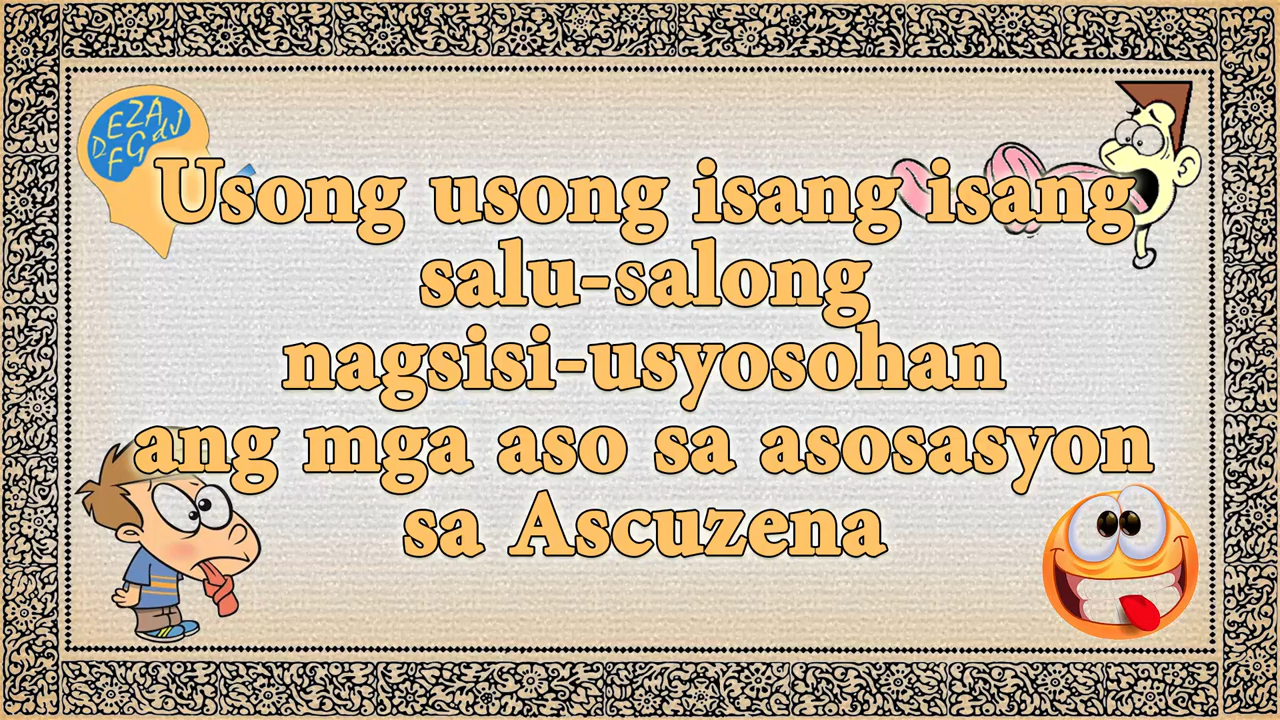 E Z A
D F G d J
Usong usong isang isang
salu-salong
nagsisi-usyosohan
ang mga aso sa asosasyon
sa Ascuzena